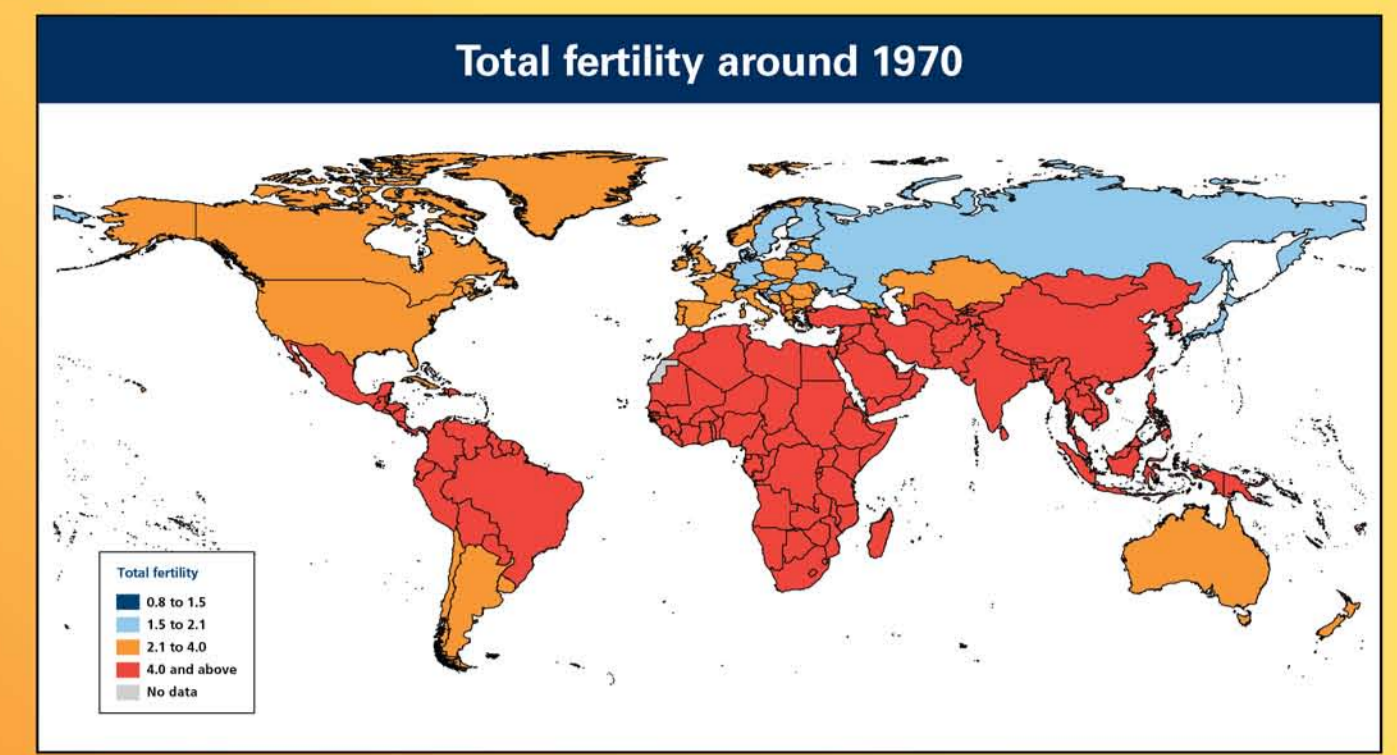 Total fertility around 1970
Total fertility
0.8 to 1.5
1.5 to 2.1
2.1 to 4.0
4.0 and above
No data